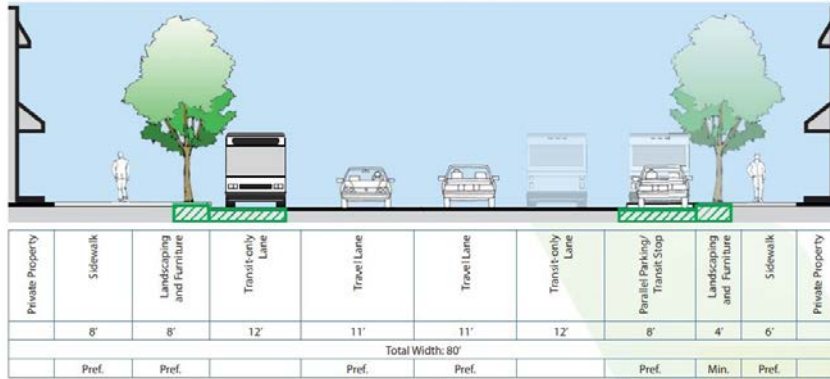 Private Property
Sidewalk
Landscaping
and Furniture
Transit-only
Lane
Travel Lane
Travel Lane
Transit-only
Lane
Parallel Parking/
Transit Stop
Landscaping
and Furniture
Sidewalk
Private Property
8' 8' 12' 11' 11' 12' 8' 4' 6'
Total Width: 80'
Pref. Pref. Pref. Pref. Pref. Min. Pref.